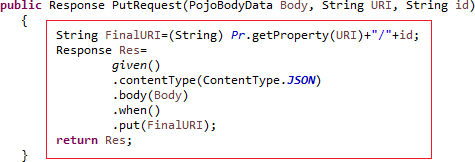 public Response PutRequest(PojoBodyData Body, String URI, String id)
{
String FinalURI=(String) Pr.getProperty(URI)+"/"+id;
Response Res=
given()
.contentType(ContentType.JSON)
.body(Body)
.when()
.put(FinalURI);
return Res;
}